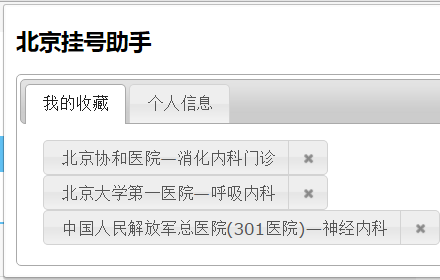 北京挂号助手
我的收藏 个人信息
北京协和医院—消化内科门诊
北京大学第一医院—呼吸内科
中国人民解放军总医院(301医院)—神经内科